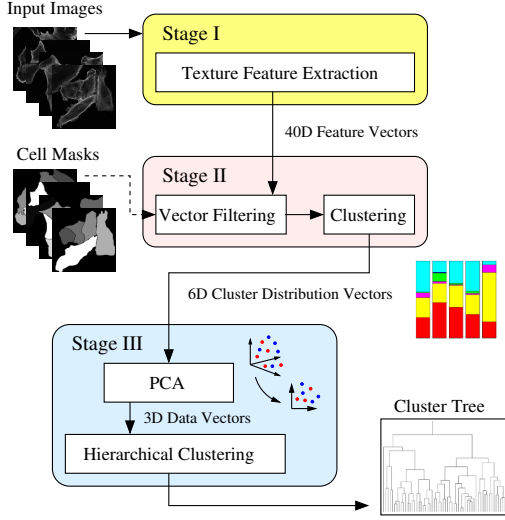 Input Images
Stage I
Texture Feature Extraction
40D Feature Vectors
Cell Masks
Stage II
Vector Filtering
Clustering
6D Cluster Distribution Vectors
Stage III
PCA
3D Data Vectors
Hierarchical Clustering
Cluster Tree